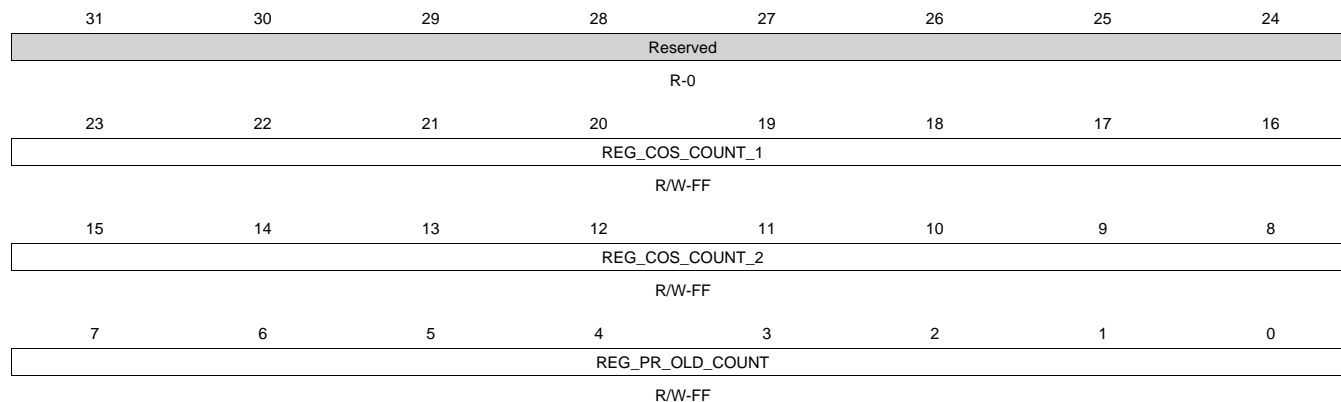 31 30 29 28 27 26 25 24
Reserved
R-0
23 22 21 20 19 18 17 16
REG_COS_COUNT_1
R/W-FF
15 14 13 12 11 10 9 8
REG_COS_COUNT_2
R/W-FF
7 6 5 4 3 2 1 0
REG_PR_OLD_COUNT
R/W-FF